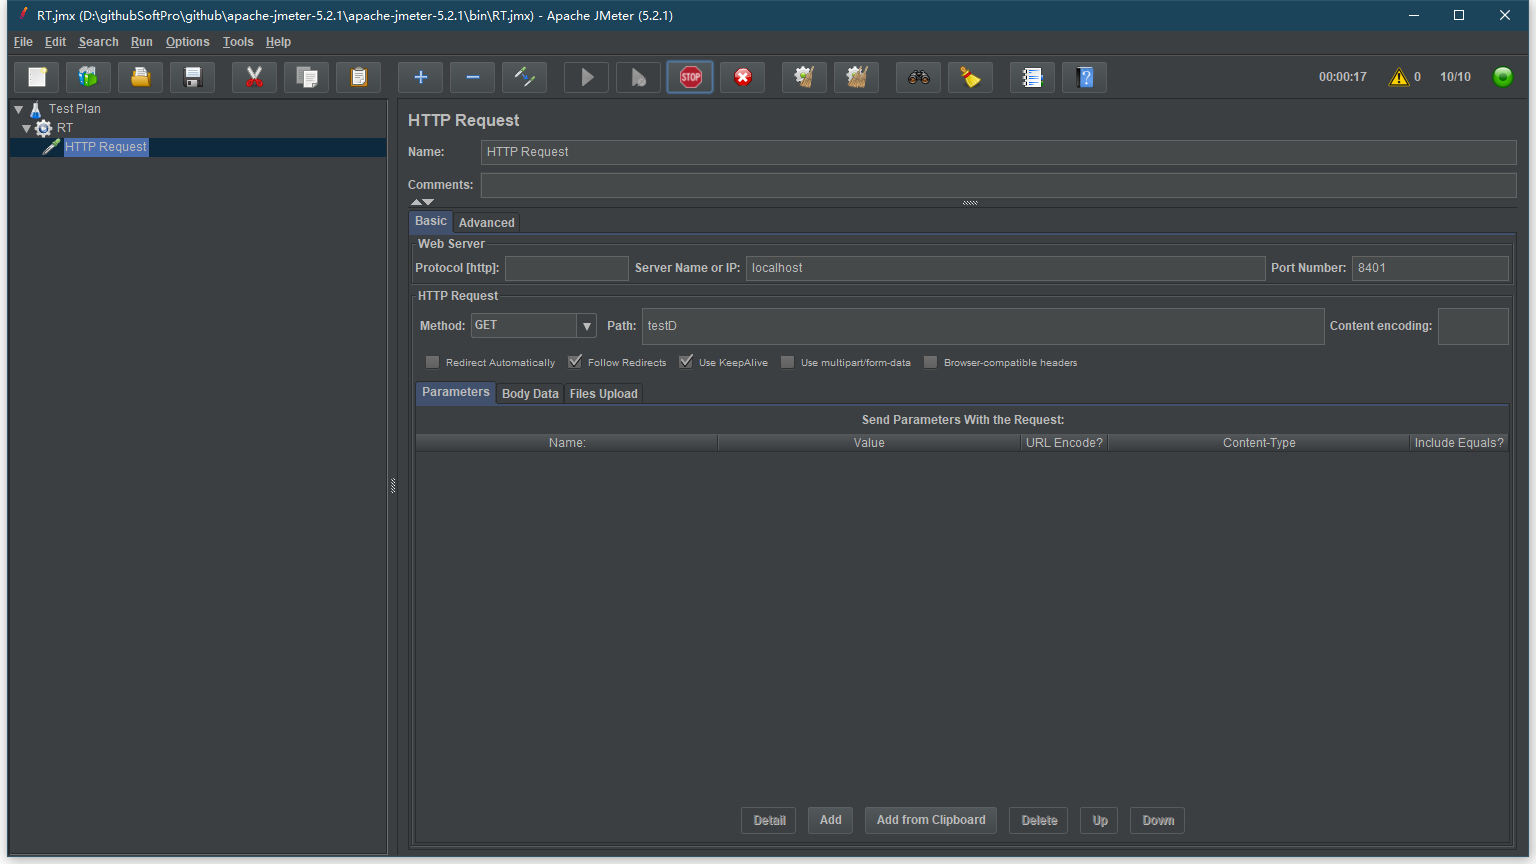 RT.jmx (D:\githubSoftPro\github\apache-jmeter-5.2.1\apache-jmeter-5.2.1\bin\RT.jmx) - Apache JMeter (5.2.1)
File Edit Search Run Options Tools Help
STOP 00:00:17 0 10/10
Test Plan
RT
HTTP Request
HTTP Request
Name: HTTP Request
Comments:
Basic Advanced
Web Server
Protocol [http]: Server Name or IP: localhost Port Number: 8401
HTTP Request
Method: GET Path: testD Content encoding:
Redirect Automatically Follow Redirects Use KeepAlive Use multipart/form-data Browser-compatible headers
Parameters Body Data Files Upload
Send Parameters With the Request:
Name: Value URL Encode? Content-Type Include Equals?
Detail Add Add from Clipboard Delete Up Down